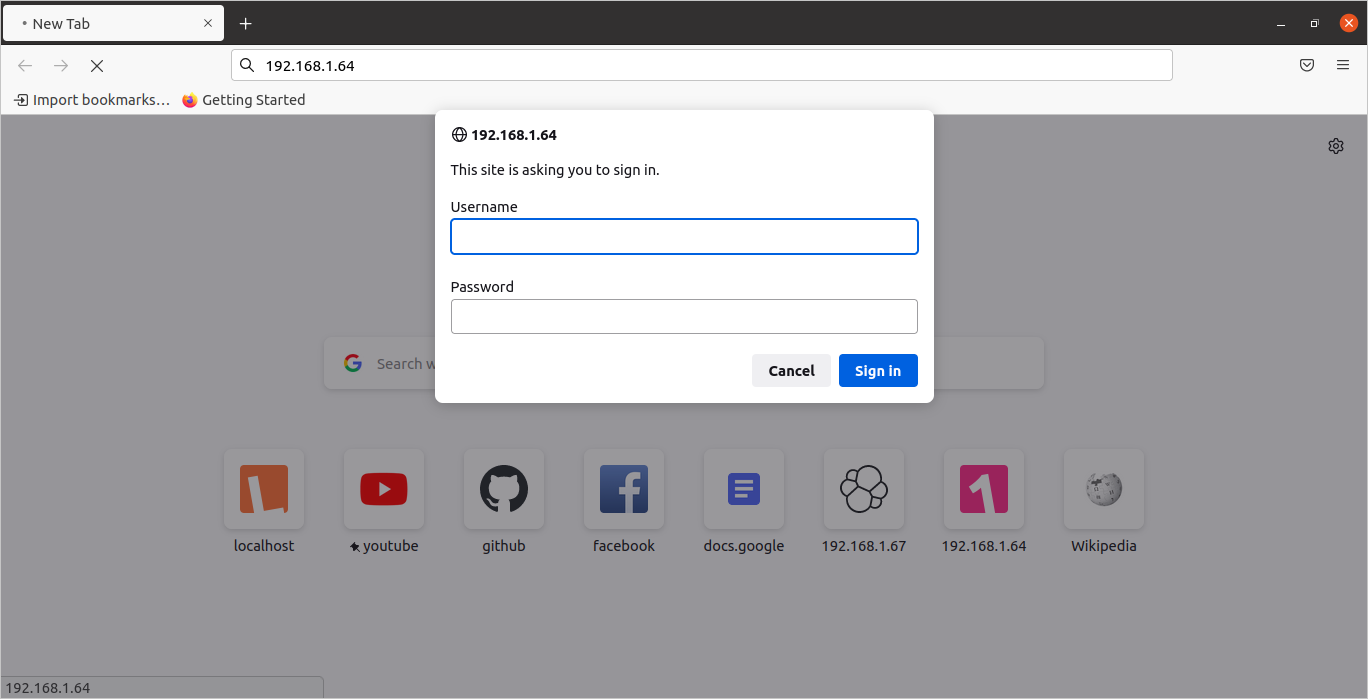 New Tab
192.168.1.64
Import bookmarks…
Getting Started
192.168.1.64
This site is asking you to sign in.
Username
Password
Search w
Cancel
Sign in
localhost
youtube
github
facebook
docs.google
192.168.1.67
192.168.1.64
Wikipedia
192.168.1.64